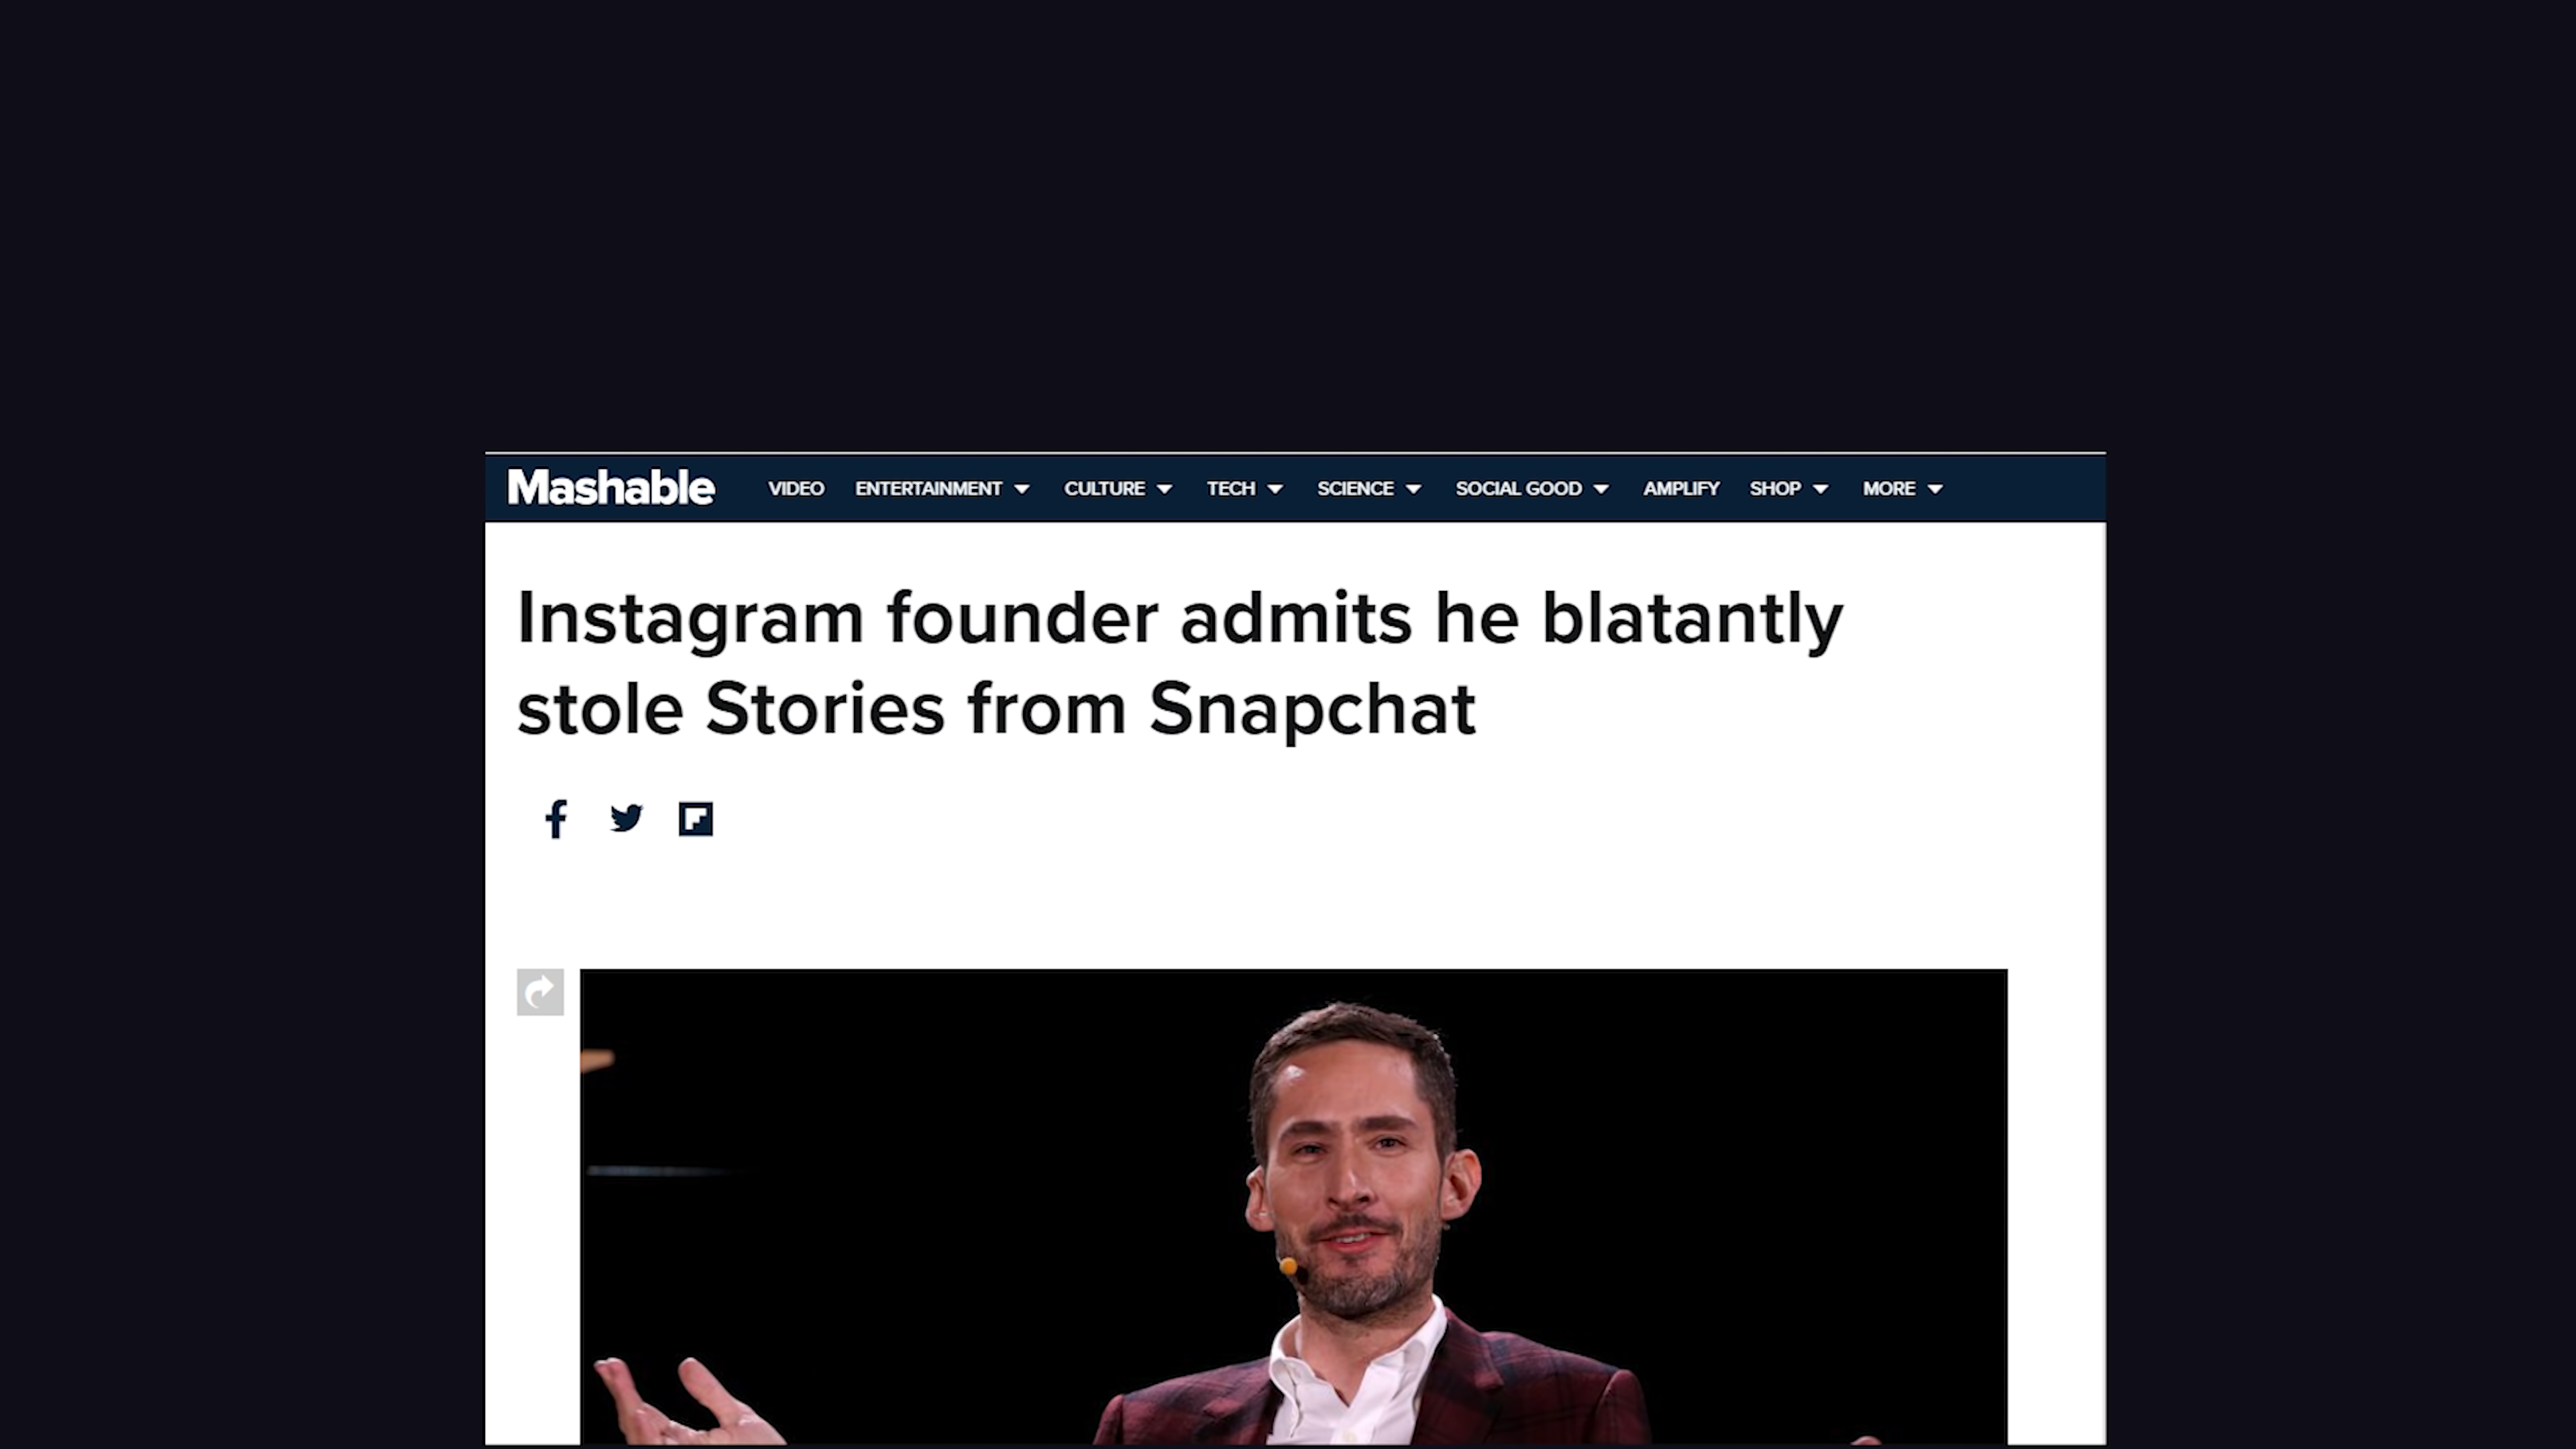 Mashable VIDEO ENTERTAINMENT CULTURE TECH SCIENCE SOCIAL GOOD AMPLIFY SHOP MORE
Instagram founder admits he blatantly
stole Stories from Snapchat